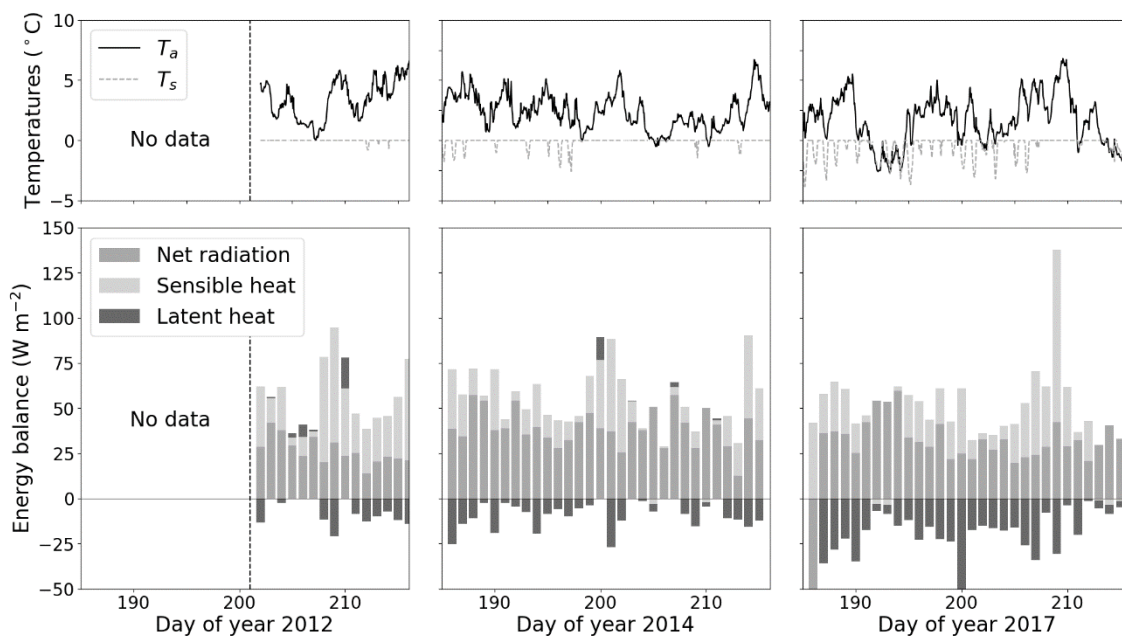 Temperatures (°C)
10
5
0
−5
T_a
T_s
No data
Energy balance (W m⁻²)
150
125
100
75
50
25
0
−25
−50
Net radiation
Sensible heat
Latent heat
No data
190
200
210
190
200
210
190
200
210
Day of year 2012
Day of year 2014
Day of year 2017